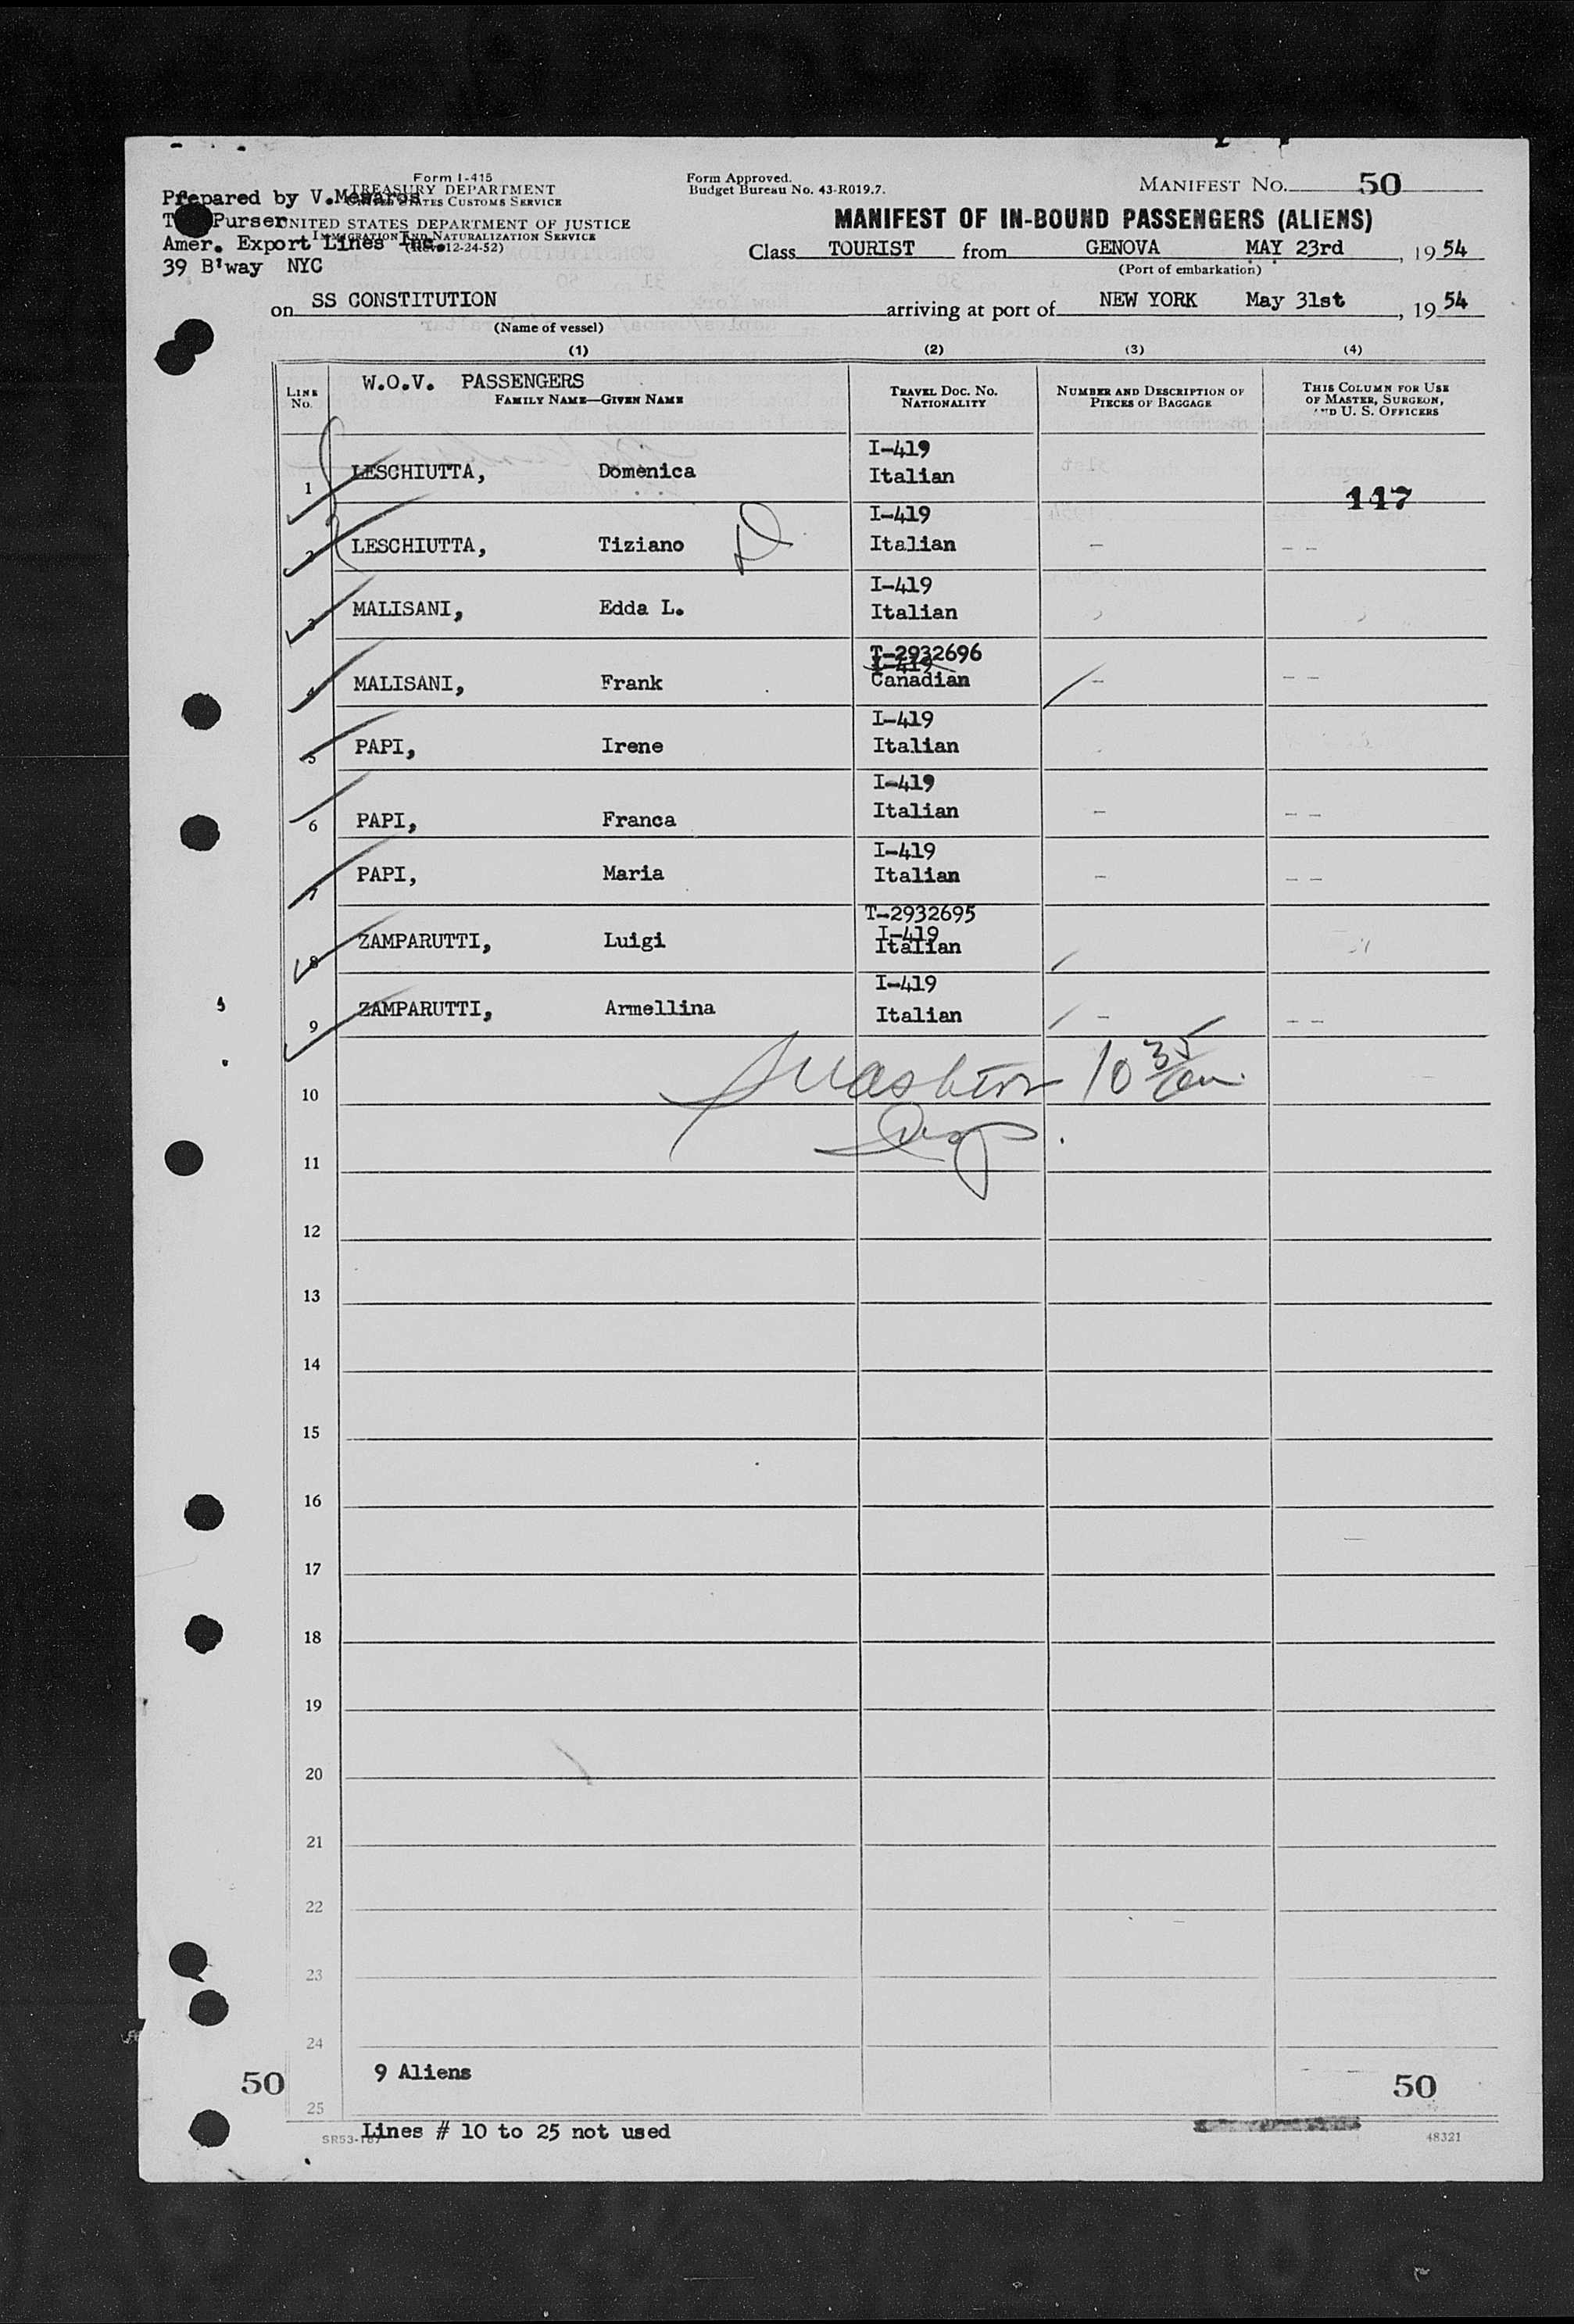 Form I-415
TREASURY DEPARTMENT
UNITED STATES CUSTOMS SERVICE
UNITED STATES DEPARTMENT OF JUSTICE
IMMIGRATION AND NATURALIZATION SERVICE
(Rev. 12-24-52)
Prepared by V.Mesaros
Purser
Amer. Export Lines Inc.
39 B'way NYC
Form Approved.
Budget Bureau No. 43-R019.7.
MANIFEST No. 50
MANIFEST OF IN-BOUND PASSENGERS (ALIENS)
Class TOURIST from GENOVA MAY 23rd, 1954
(Port of embarkation)
on SS CONSTITUTION arriving at port of NEW YORK May 31st, 1954
(Name of vessel)
(1) (2) (3) (4)
LINE No.
W.O.V. PASSENGERS
FAMILY NAME—GIVEN NAME
TRAVEL DOC. NO. NATIONALITY
NUMBER AND DESCRIPTION OF PIECES OF BAGGAGE
THIS COLUMN FOR USE OF MASTER, SURGEON, AND U. S. OFFICERS
1 LESCHIUTTA, Domenica I-419 Italian
147
2 LESCHIUTTA, Tiziano I-419 Italian
3 MALISANI, Edda L. I-419 Italian
4 MALISANI, Frank T-2932696 I-419 Canadian
5 PAPI, Irene I-419 Italian
6 PAPI, Franca I-419 Italian
7 PAPI, Maria I-419 Italian
8 ZAMPARUTTI, Luigi T-2932695 I-419 Italian
9 ZAMPARUTTI, Armellina I-419 Italian
10 10 35
11
12
13
14
15
16
17
18
19
20
21
22
23
24
9 Aliens
50 50
25
Lines # 10 to 25 not used
48321